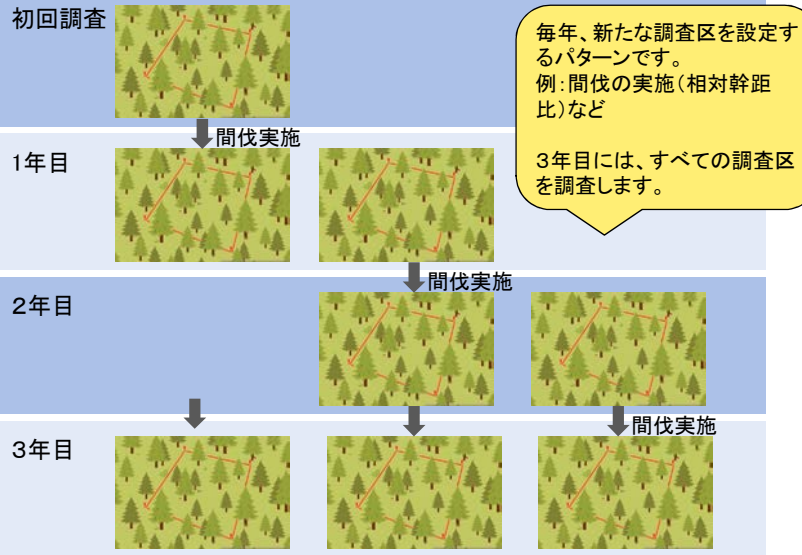 初回調査
毎年、新たな調査区を設定す
るパターンです。
例：間伐の実施（相対幹距
比）など
３年目には、すべての調査区
を調査します。
間伐実施
1年目
間伐実施
２年目
間伐実施
３年目